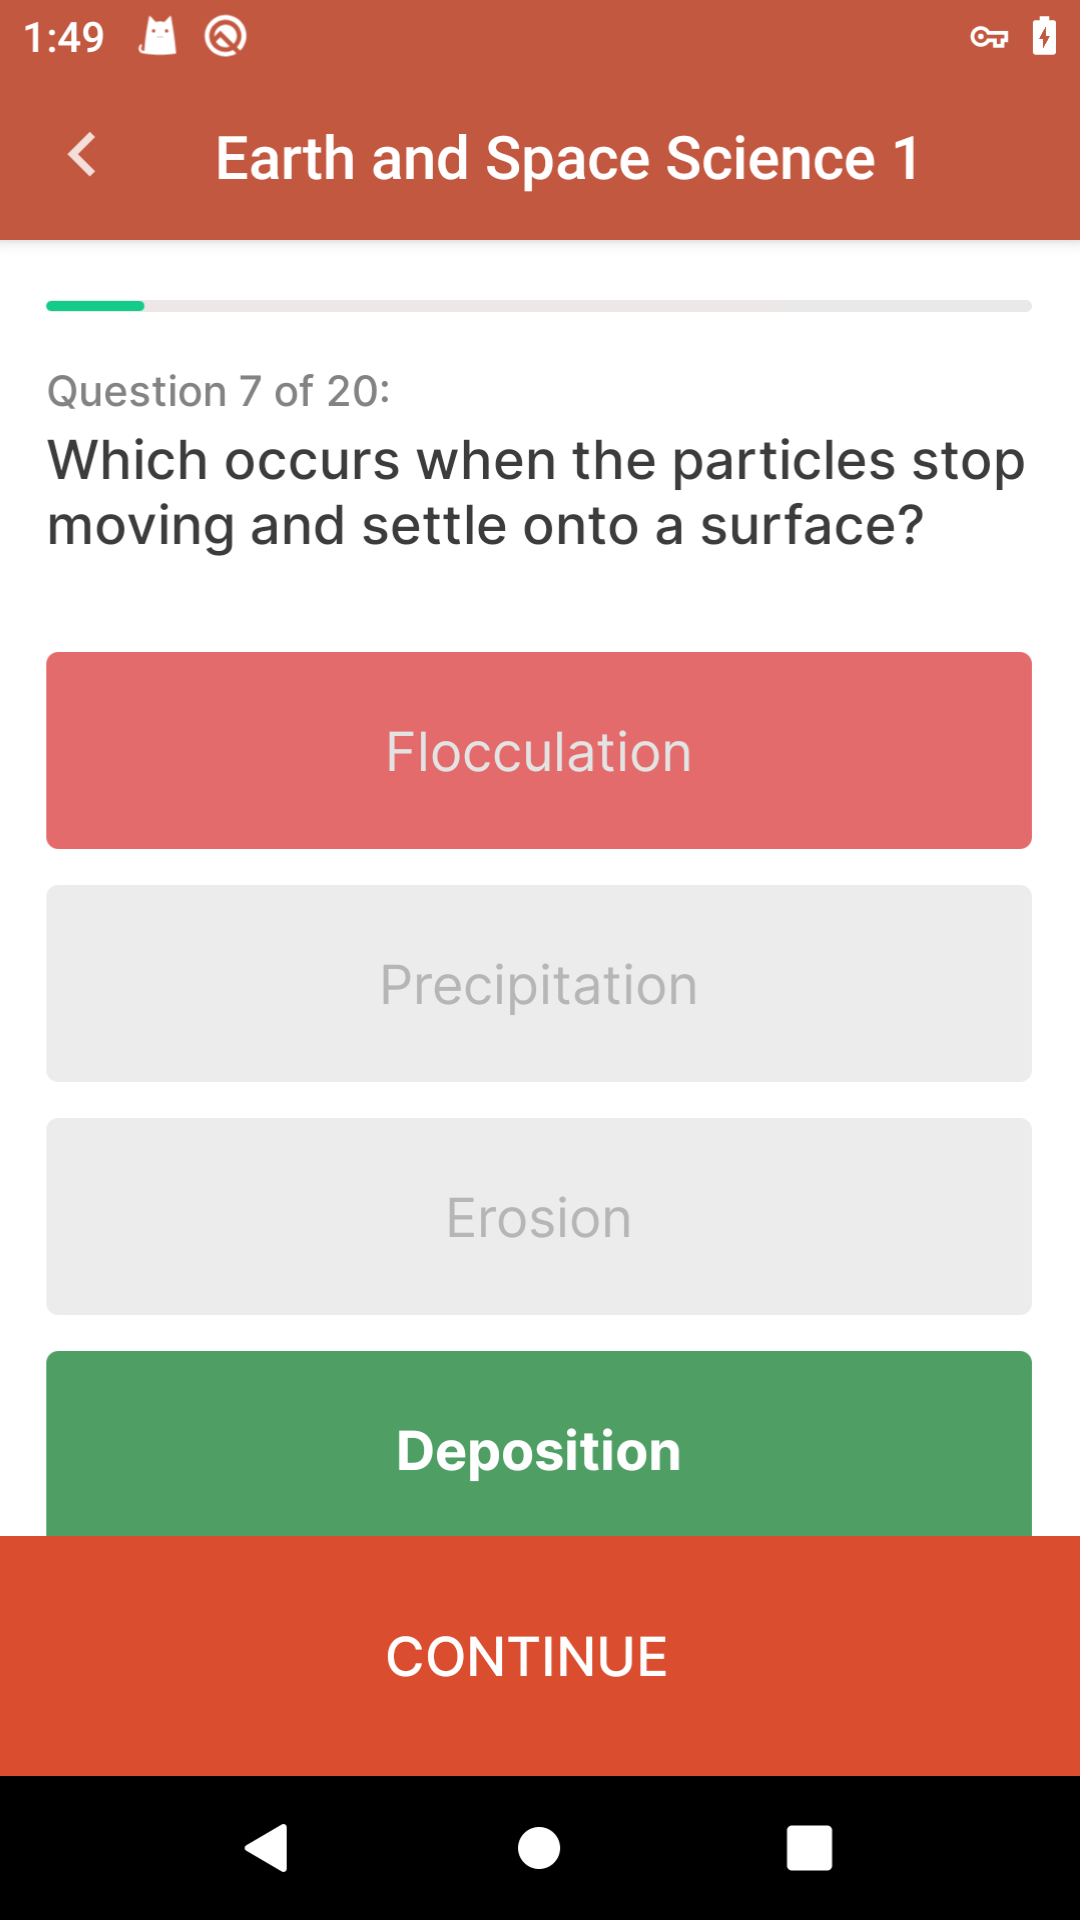 1:49
Earth and Space Science 1
Question 7 of 20:
Which occurs when the particles stop
moving and settle onto a surface?
Flocculation
Precipitation
Erosion
Deposition
CONTINUE